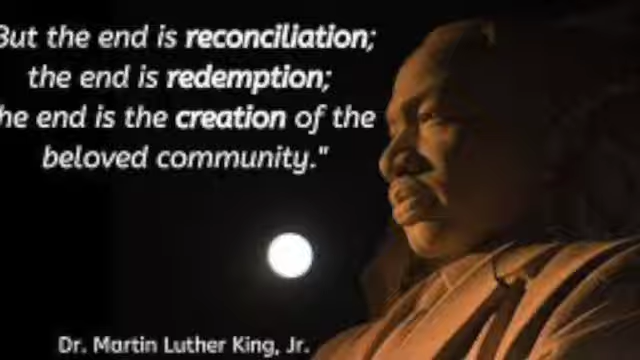 But the end is reconciliation;
the end is redemption;
he end is the creation of the
beloved community."
Dr. Martin Luther King, Jr.